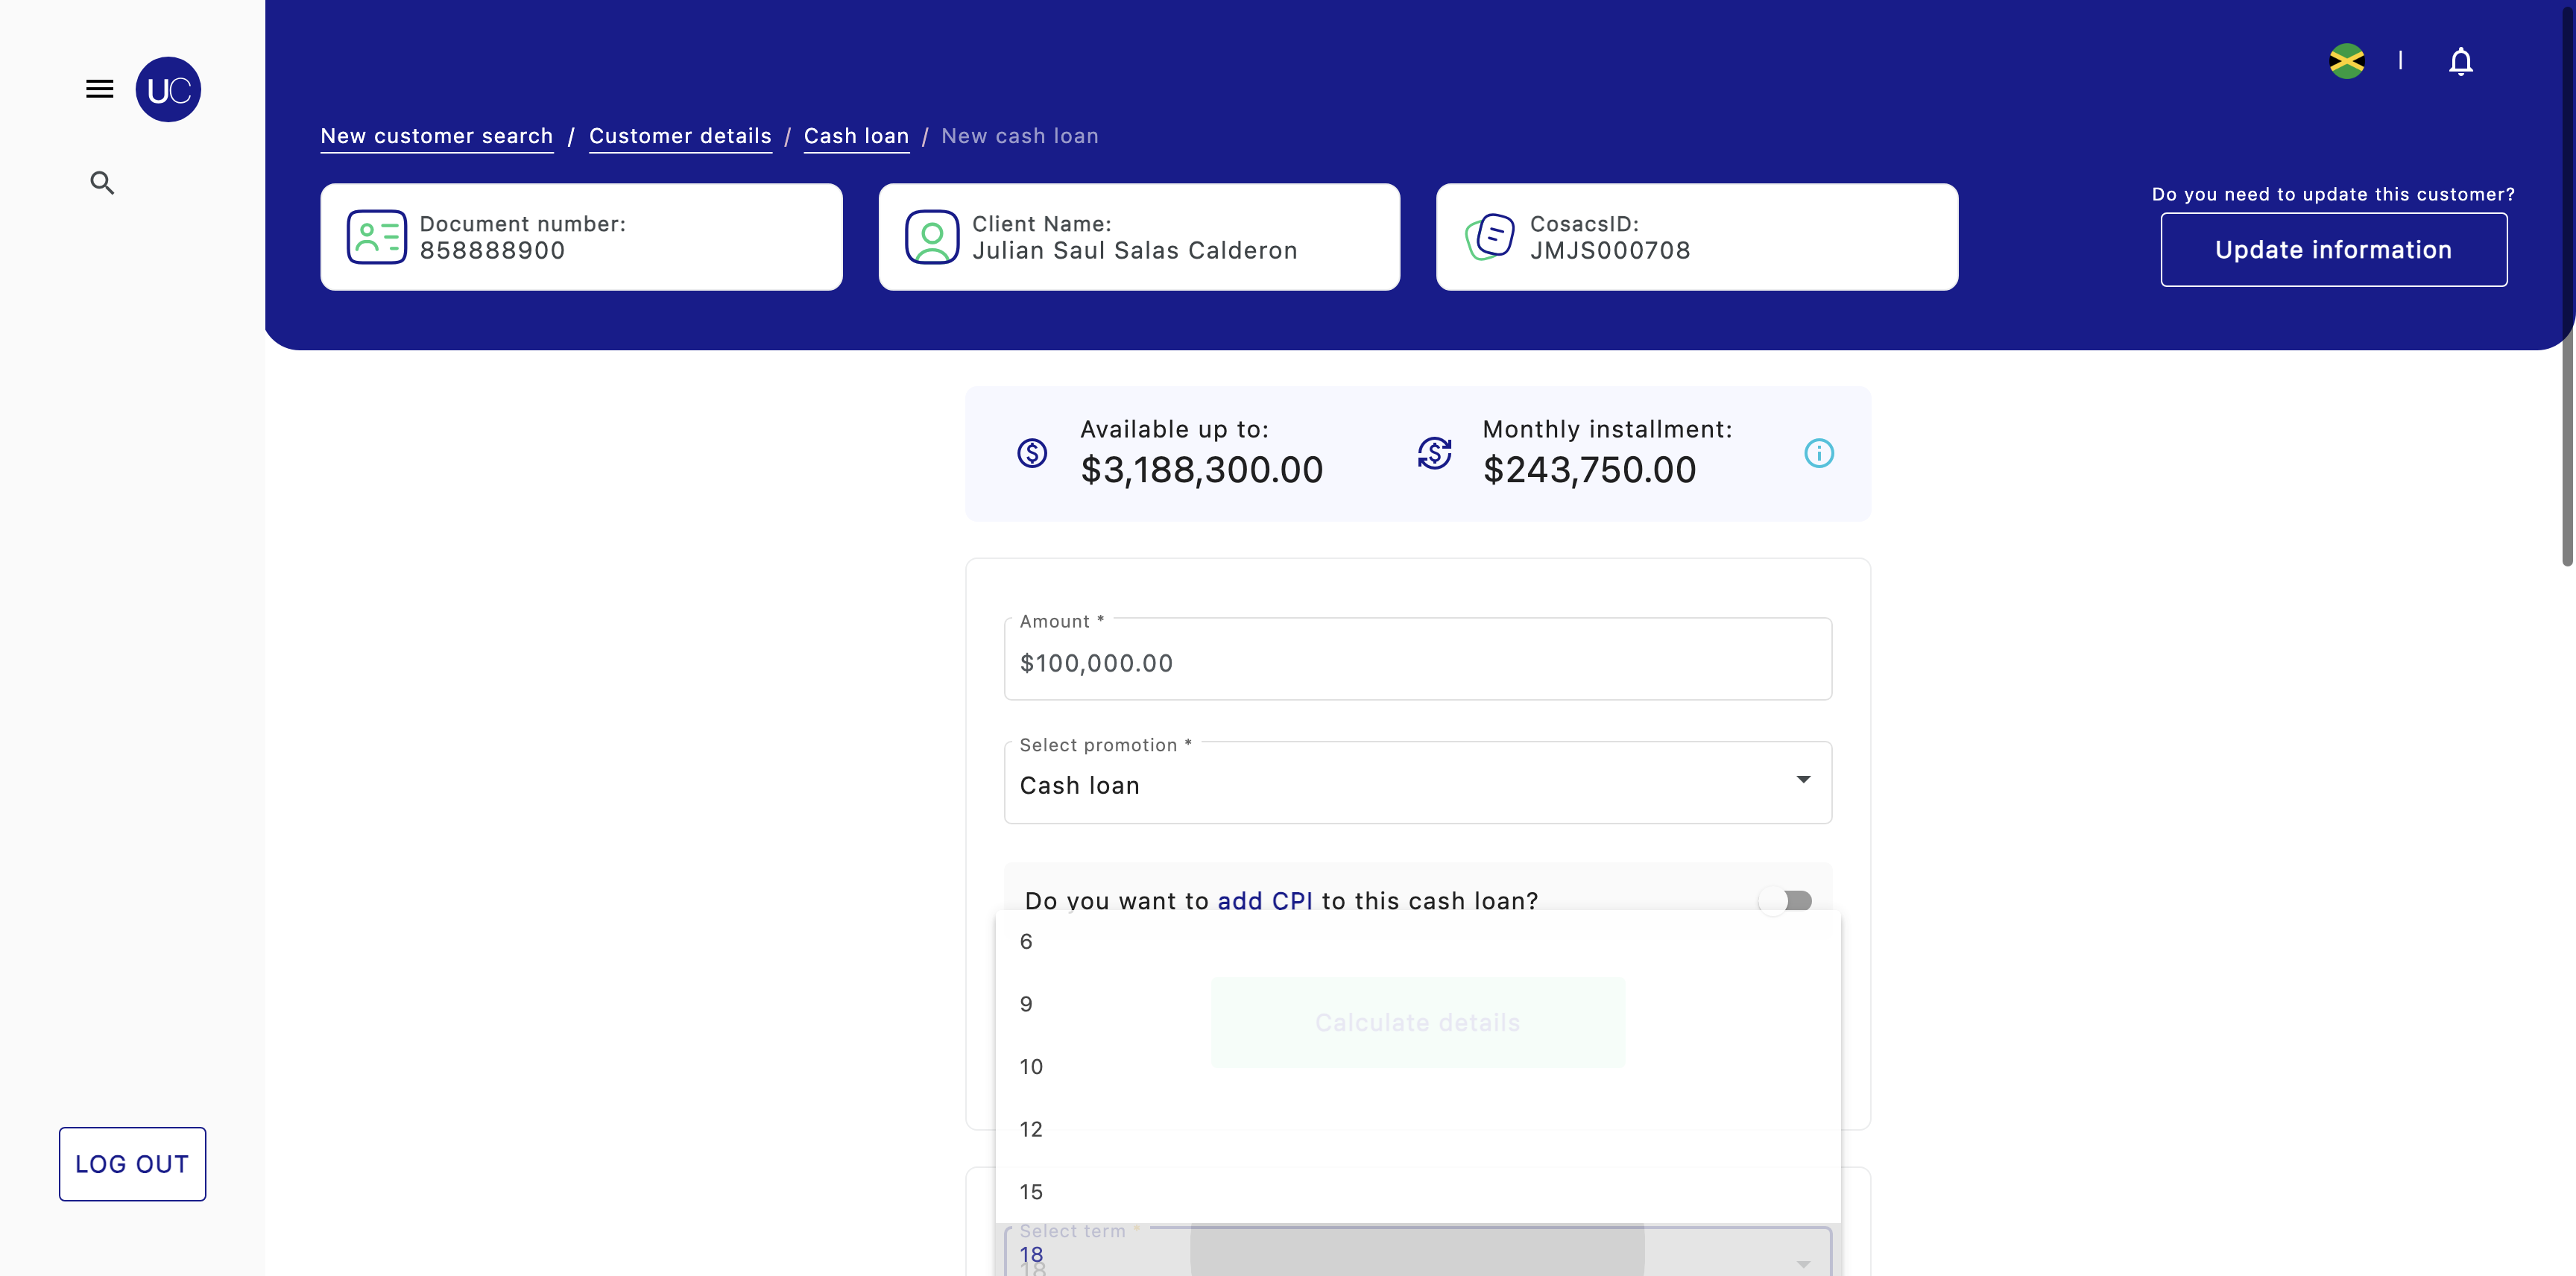 UC
New customer search / Customer details / Cash loan / New cash loan
Document number:
858888900
Client Name:
Julian Saul Salas Calderon
CosacsID:
JMJS000708
Do you need to update this customer?
Update information
Available up to:
$3,188,300.00
Monthly installment:
$243,750.00
Amount *
$100,000.00
Select promotion *
Cash loan
Do you want to add CPI to this cash loan?
6
9
Calculate details
10
12
15
Select term *
18
18
LOG OUT